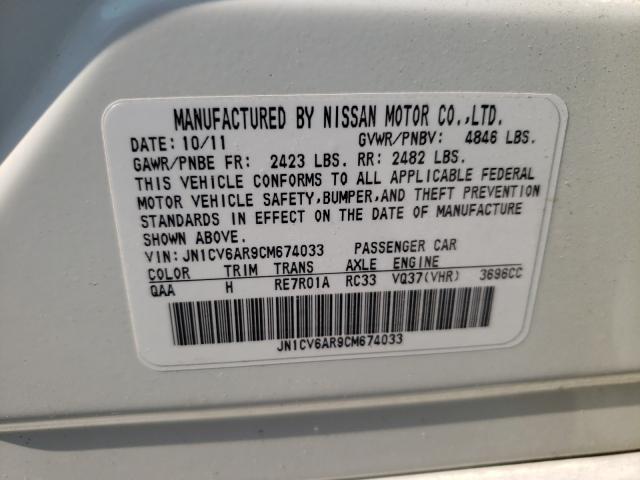 MANUFACTURED BY NISSAN MOTOR CO.,LTD.
DATE: 10/11 GVWR/PNBV: 4846 LBS.
GAWR/PNBE FR: 2423 LBS. RR: 2482 LBS.
THIS VEHICLE CONFORMS TO ALL APPLICABLE FEDERAL
MOTOR VEHICLE SAFETY,BUMPER,AND THEFT PREVENTION
STANDARDS IN EFFECT ON THE DATE OF MANUFACTURE
SHOWN ABOVE.
VIN: JN1CV6AR9CM674033 PASSENGER CAR
COLOR TRIM TRANS AXLE ENGINE
QAA H RE7R01A RC33 VQ37(VHR) 3696CC
JN1CV6AR9CM674033